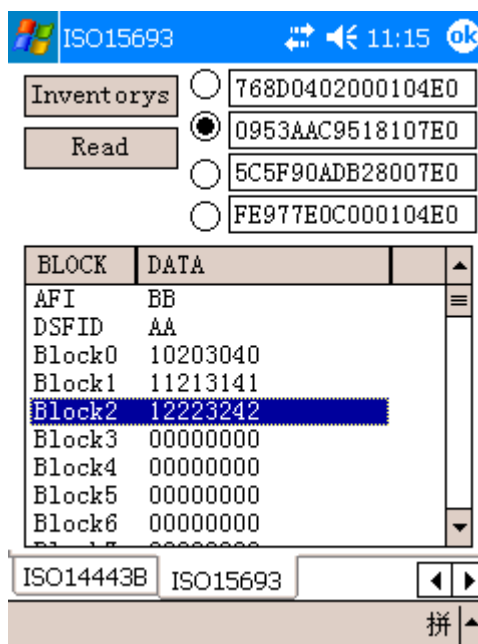 ISO15693 11:15 ok
Inventorys
768D0402000104E0
Read
0953AAC9518107E0
5C5F90ADB28007E0
FE977E0C000104E0
BLOCK DATA
AFI BB
DSFID AA
Block0 10203040
Block1 11213141
Block2 12223242
Block3 00000000
Block4 00000000
Block5 00000000
Block6 00000000
ISO14443B ISO15693
拼